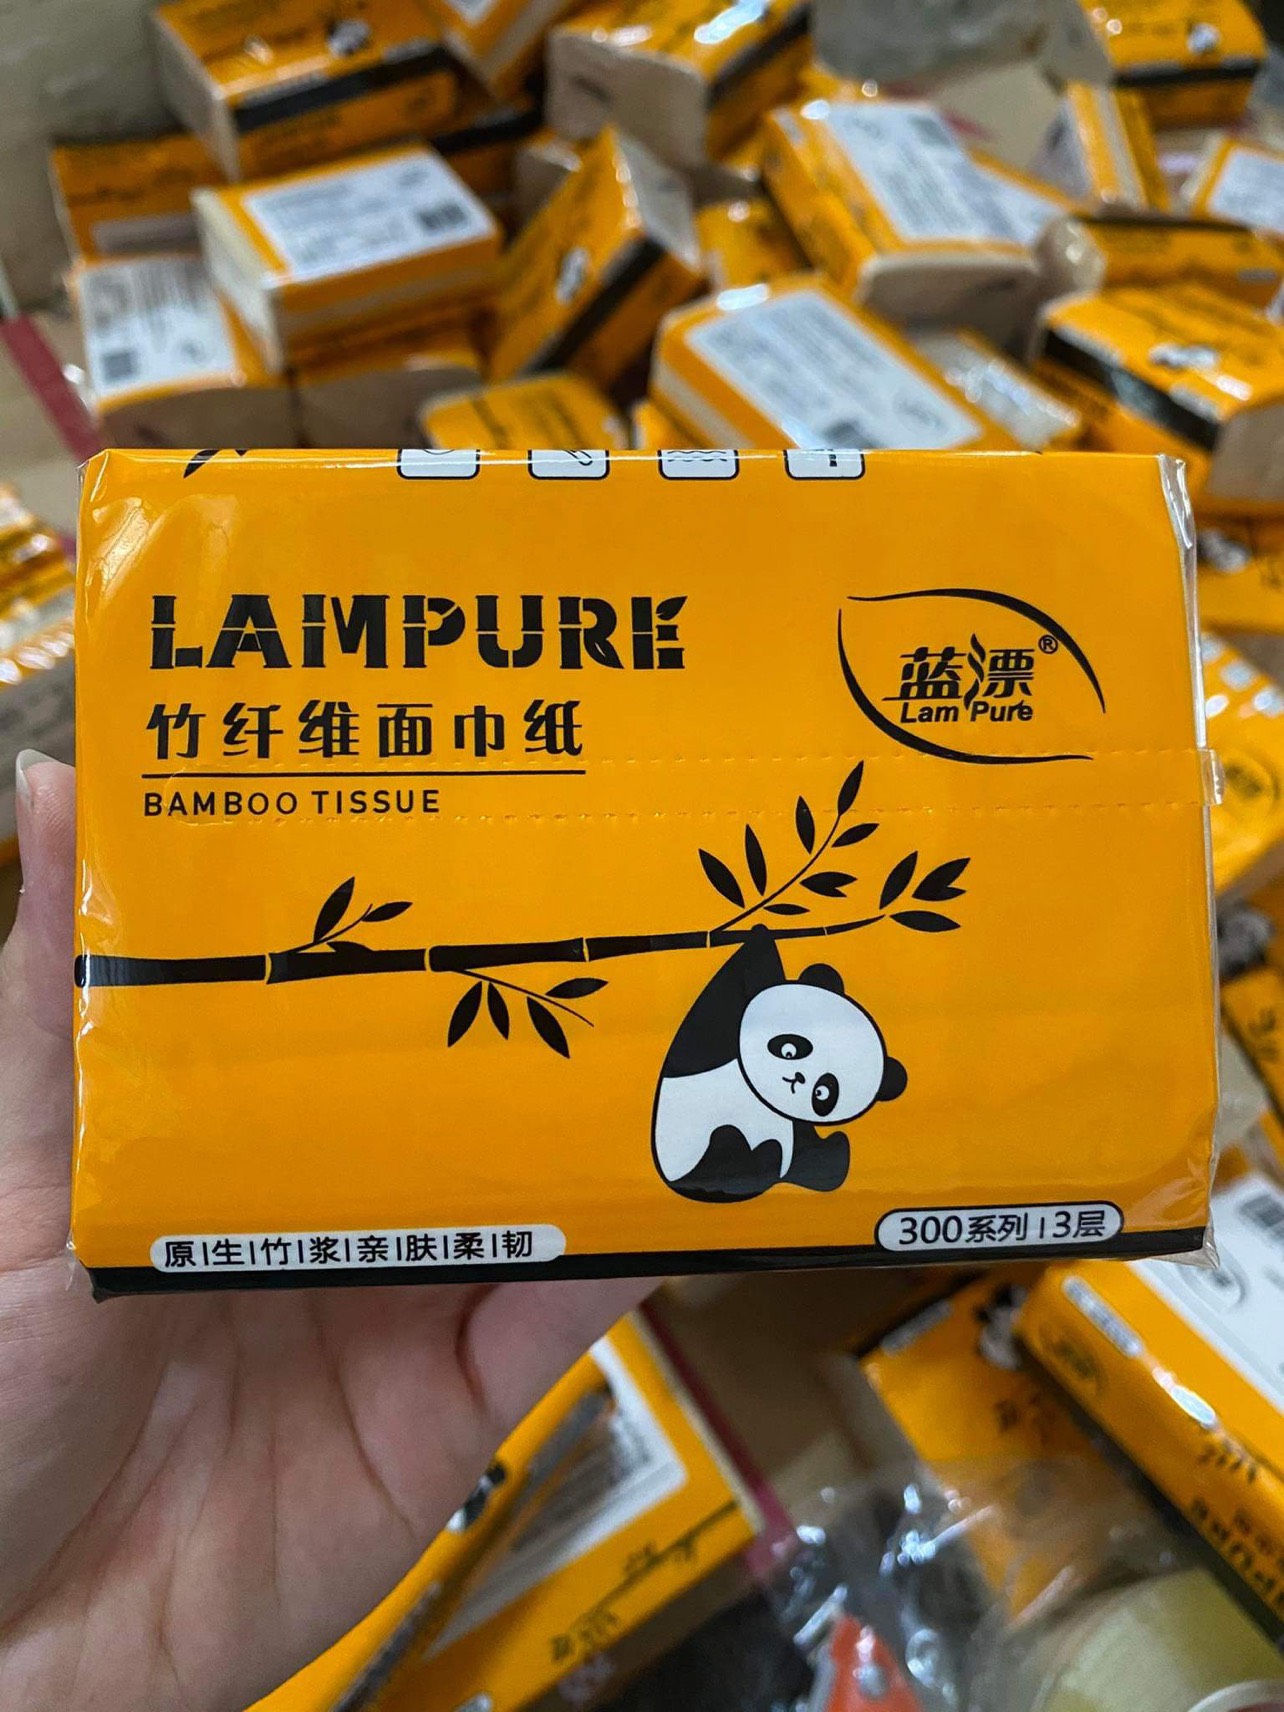 LAMPURE
竹纤维面巾纸
BAMBOO TISSUE
蓝漂®
Lam Pure
原|生|竹|浆|亲|肤|柔|韧
300系列|3层